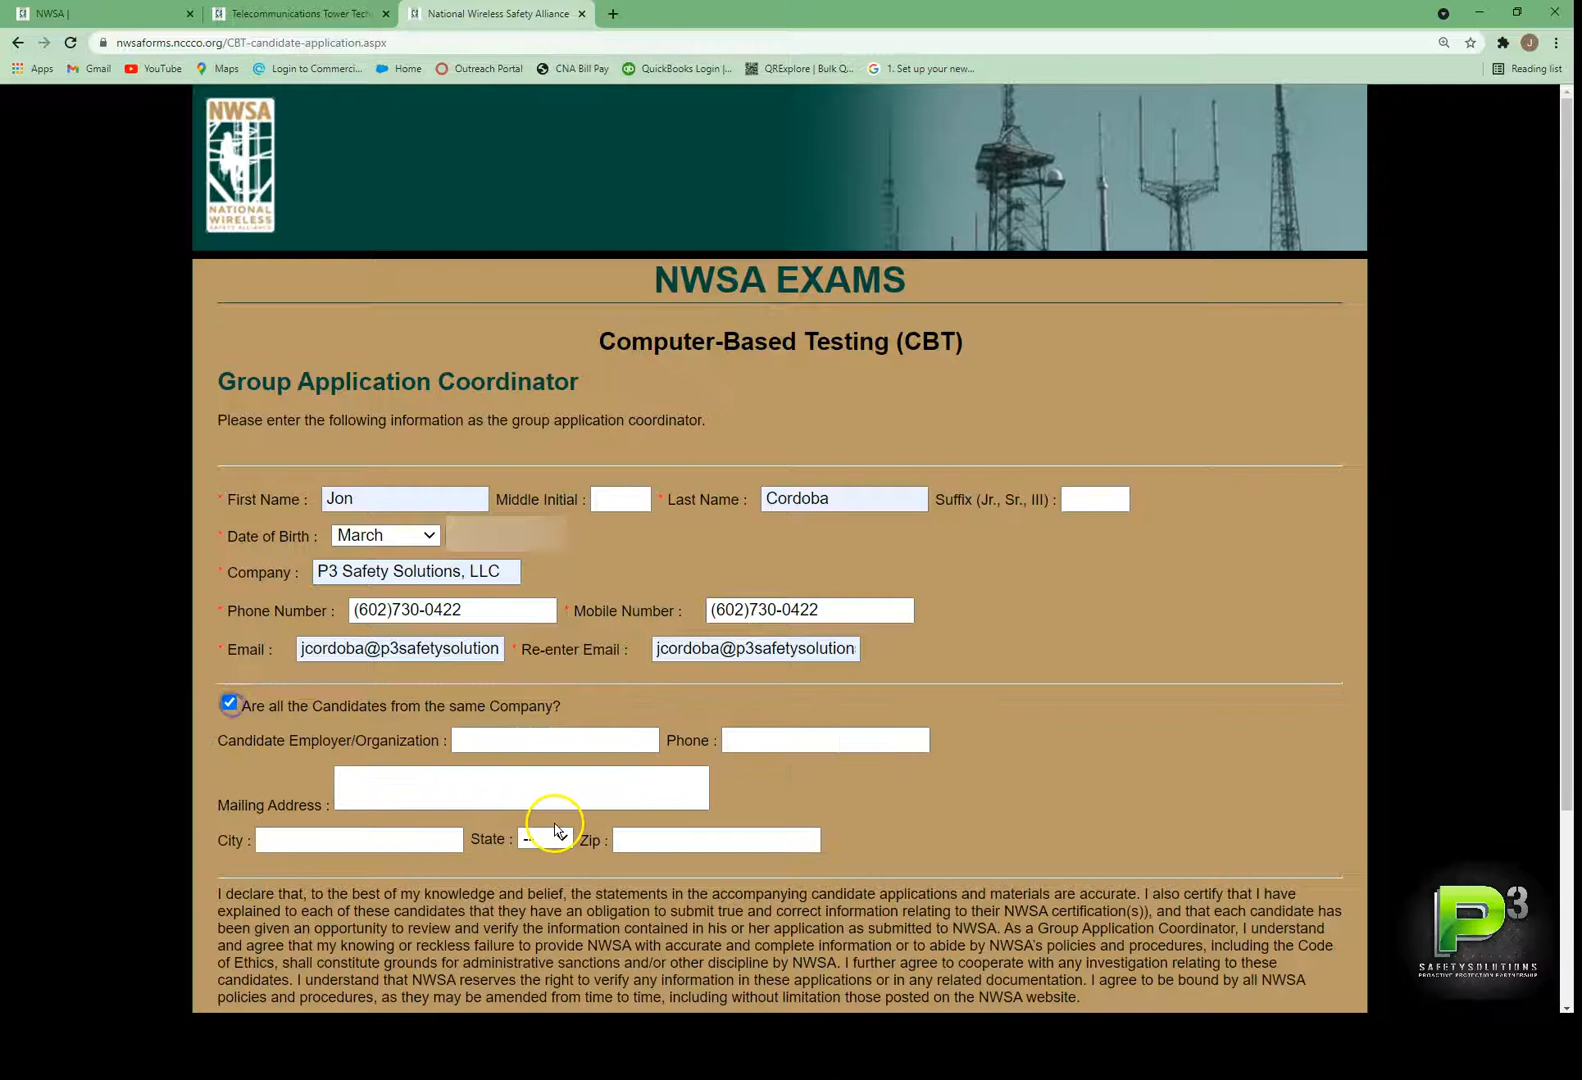 NWSA |
Telecommunications Tower Tech
National Wireless Safety Alliance
nwsaforms.nccco.org/CBT-candidate-application.aspx
Apps Gmail YouTube Maps Login to Commerci... Home Outreach Portal CNA Bill Pay QuickBooks Login |... QRExplore | Bulk Q... 1. Set up your new... Reading list
J
NWSA
NATIONAL
WIRELESS
SAFETY ALLIANCE
NWSA EXAMS
Computer-Based Testing (CBT)
Group Application Coordinator
Please enter the following information as the group application coordinator.
* First Name : Jon Middle Initial : * Last Name : Cordoba Suffix (Jr., Sr., III) :
* Date of Birth : March
* Company : P3 Safety Solutions, LLC
* Phone Number : (602)730-0422 * Mobile Number : (602)730-0422
* Email : jcordoba@p3safetysolution * Re-enter Email : jcordoba@p3safetysolution
Are all the Candidates from the same Company?
Candidate Employer/Organization : Phone :
Mailing Address :
City : State : Zip :
I declare that, to the best of my knowledge and belief, the statements in the accompanying candidate applications and materials are accurate. I also certify that I have
explained to each of these candidates that they have an obligation to submit true and correct information relating to their NWSA certification(s)), and that each candidate has
been given an opportunity to review and verify the information contained in his or her application as submitted to NWSA. As a Group Application Coordinator, I understand
and agree that my knowing or reckless failure to provide NWSA with accurate and complete information or to abide by NWSA's policies and procedures, including the Code
of Ethics, shall constitute grounds for administrative sanctions and/or other discipline by NWSA. I further agree to cooperate with any investigation relating to these
candidates. I understand that NWSA reserves the right to verify any information in these applications or in any related documentation. I agree to be bound by all NWSA
policies and procedures, as they may be amended from time to time, including without limitation those posted on the NWSA website.
P3
SAFETYSOLUTIONS
PROACTIVE PROTECTION PARTNERSHIP